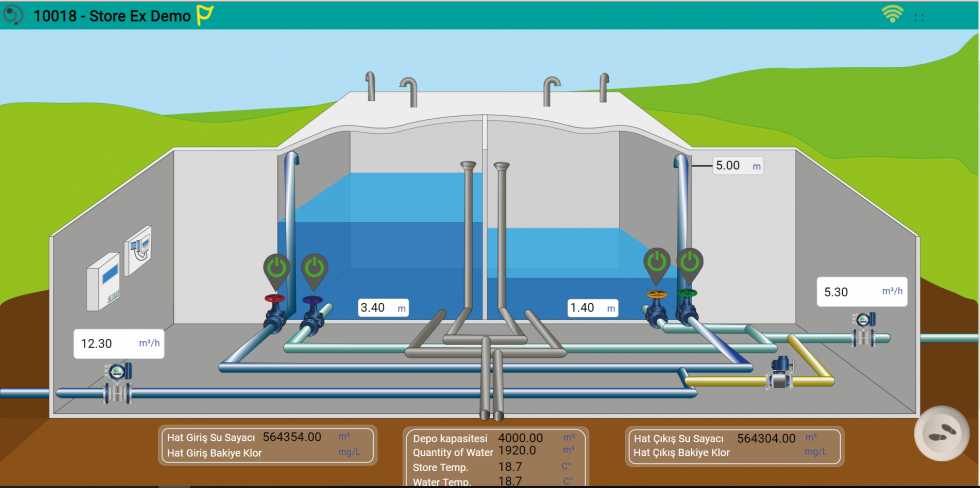 10018 - Store Ex Demo
5.00 m
5.30 m³/h
3.40 m
1.40 m
12.30 m³/h
Hat Giriş Su Sayacı 564354.00 m³
Hat Giriş Bakiye Klor mg/L
Depo kapasitesi 4000.00 m³
Quantity of Water 1920.0 m³
Store Temp. 18.7 C°
Water Temp. 18.7 C°
Hat Çıkış Su Sayacı 564304.00 m³
Hat Çıkış Bakiye Klor mg/L